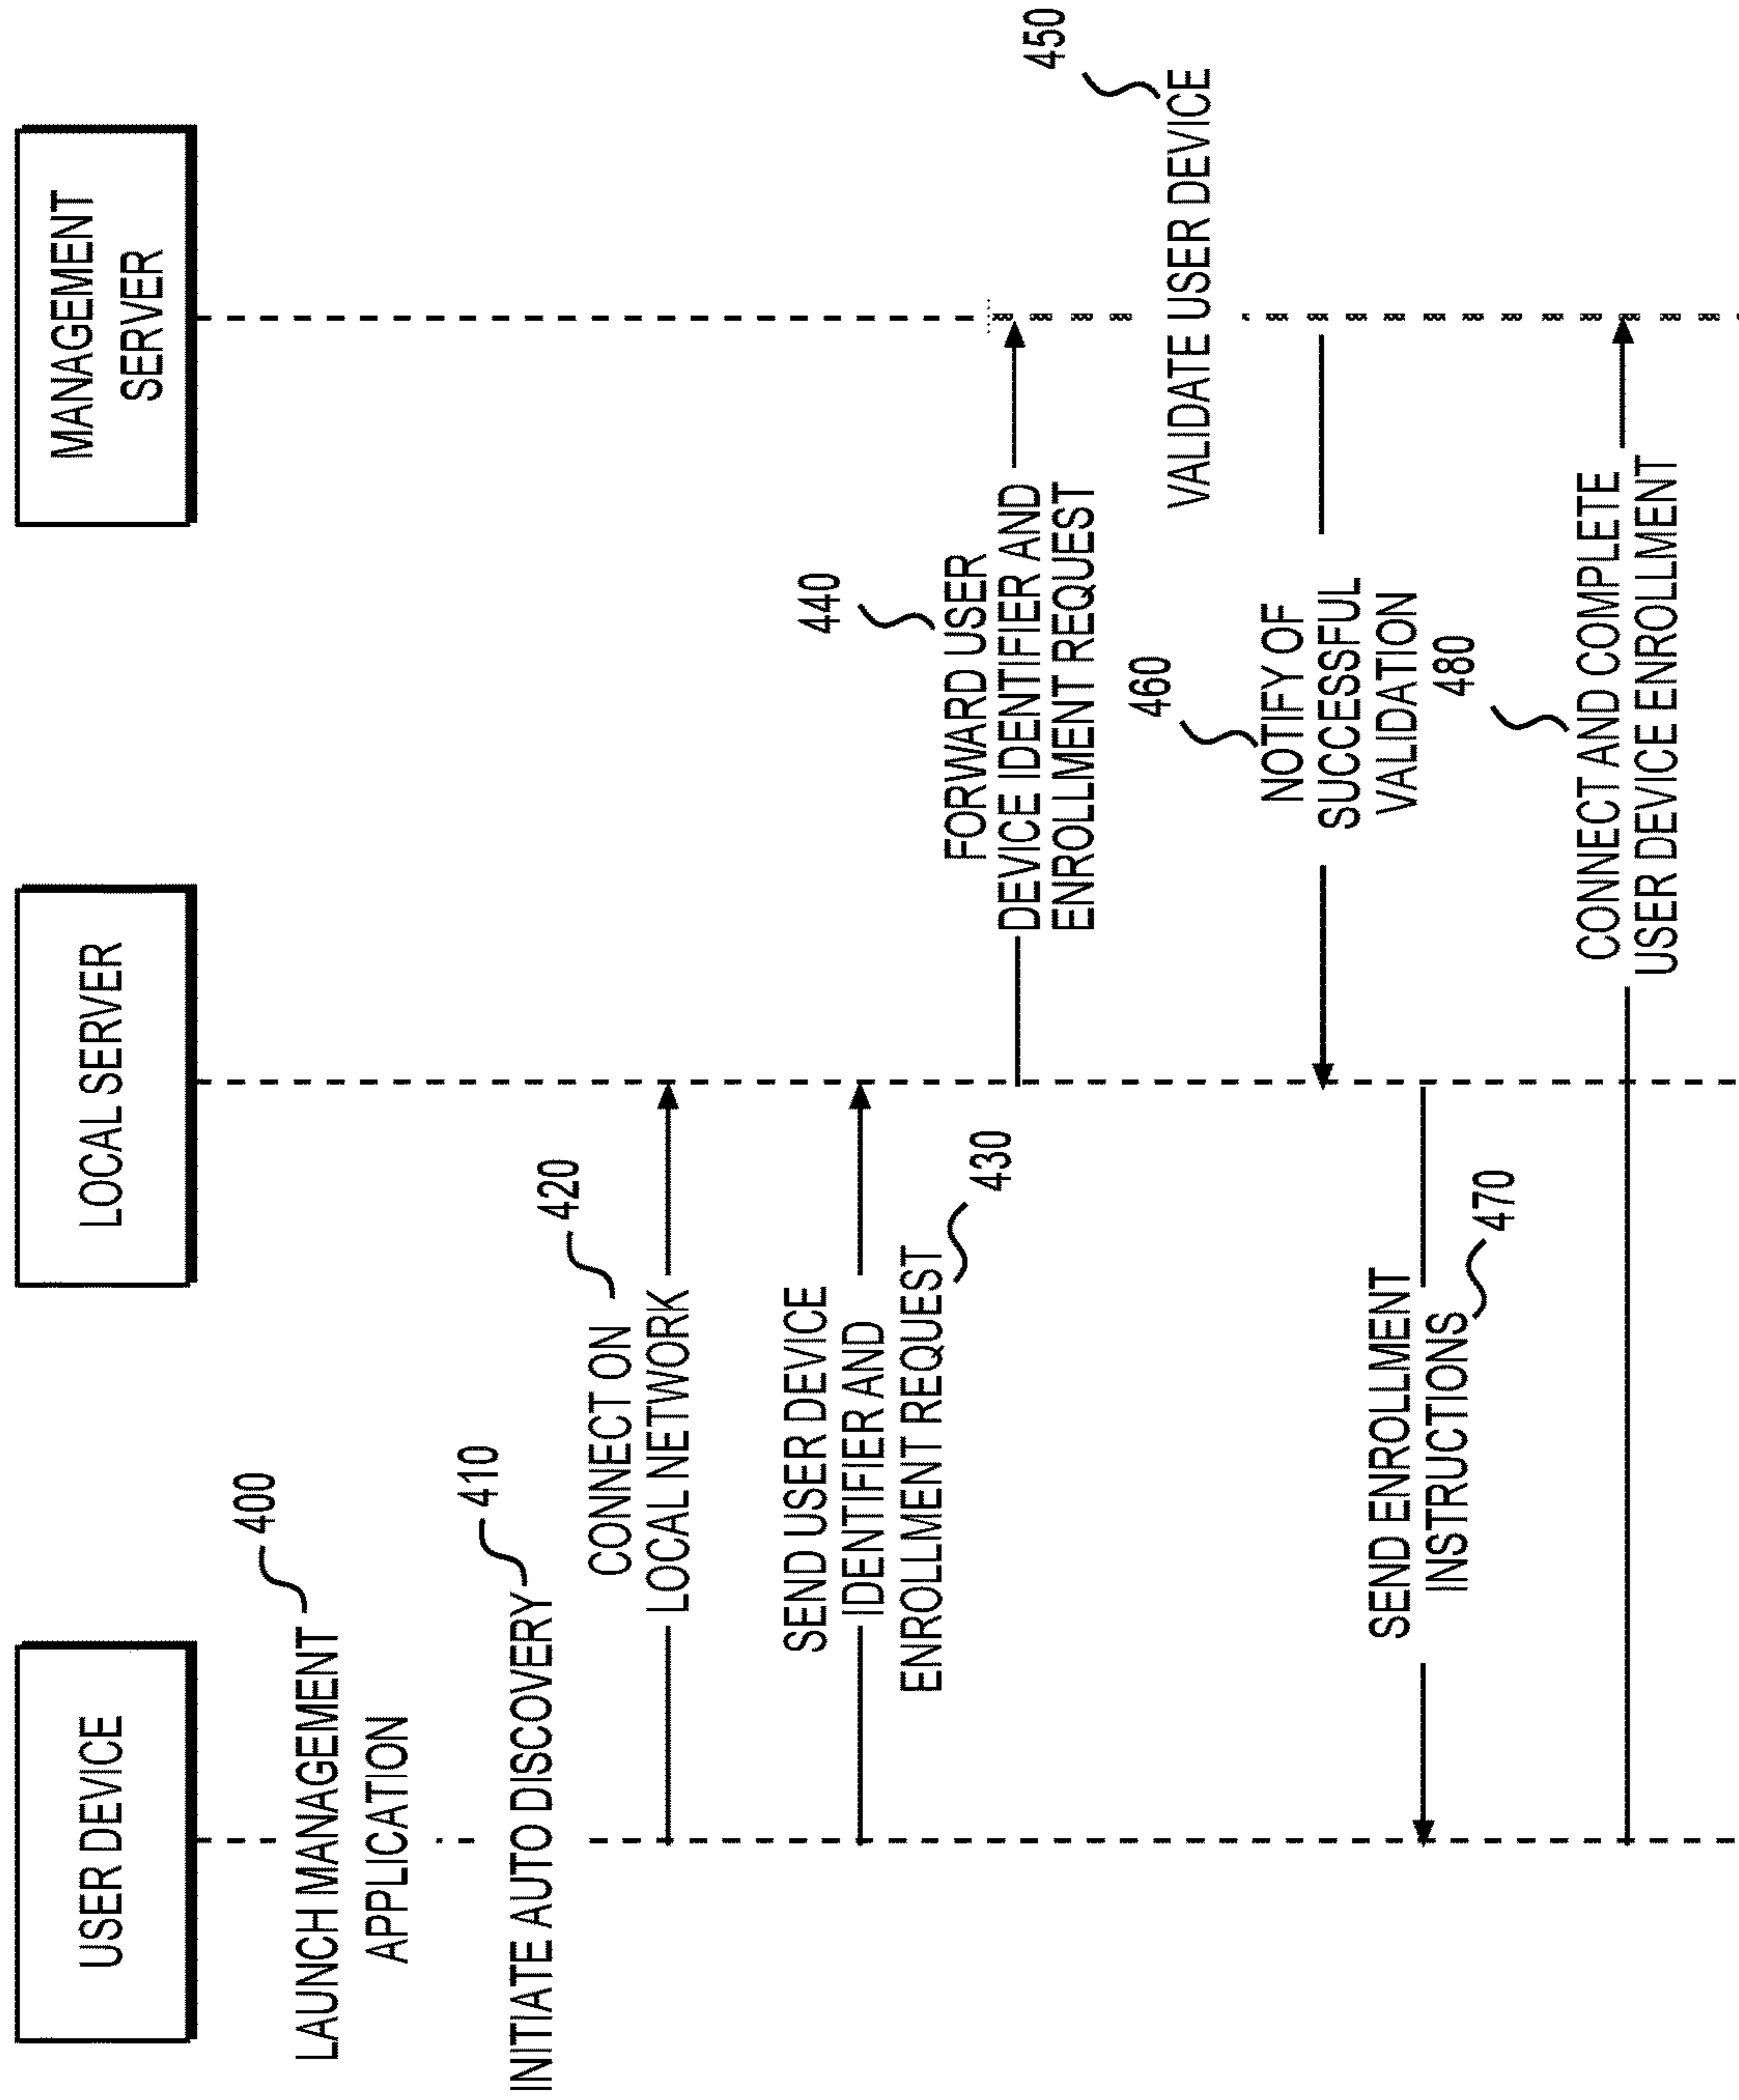 USER DEVICE
LOCAL SERVER
MANAGEMENT
SERVER
400
LAUNCH MANAGEMENT
APPLICATION
410
INITIATE AUTO DISCOVERY
420
CONNECT ON
LOCAL NETWORK
SEND USER DEVICE
IDENTIFIER AND
ENROLLMENT REQUEST
430
440
FORWARD USER
DEVICE IDENTIFIER AND
ENROLLMENT REQUEST
450
VALIDATE USER DEVICE
460
NOTIFY OF
SUCCESSFUL
VALIDATION
SEND ENROLLMENT
INSTRUCTIONS
470
480
CONNECT AND COMPLETE
USER DEVICE ENROLLMENT